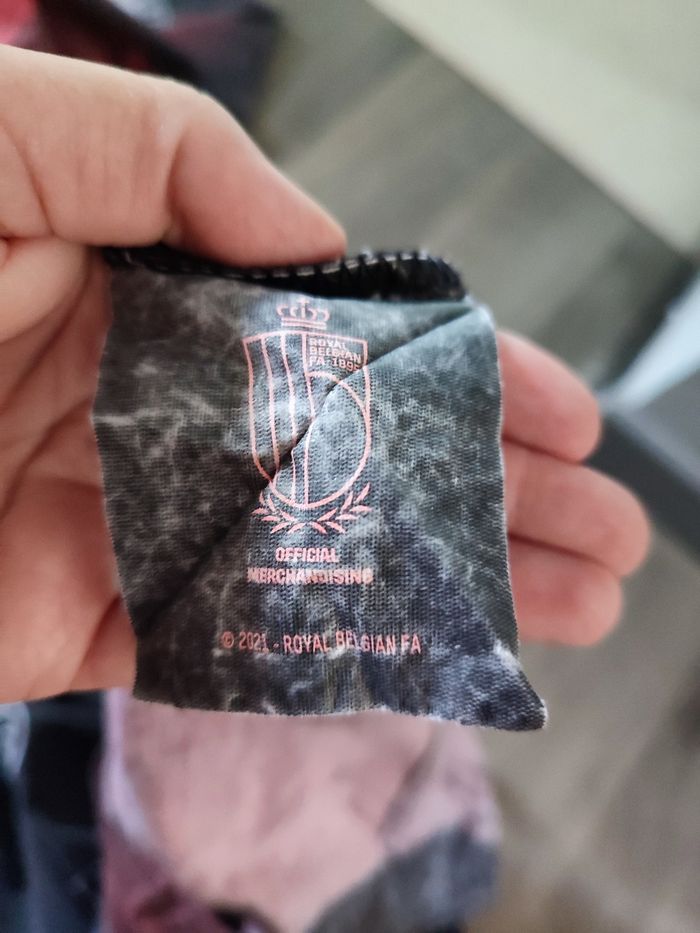 ROYAL
BELGIAN
FA·1895
OFFICIAL
MERCHANDISING
© 2021 - ROYAL BELGIAN FA